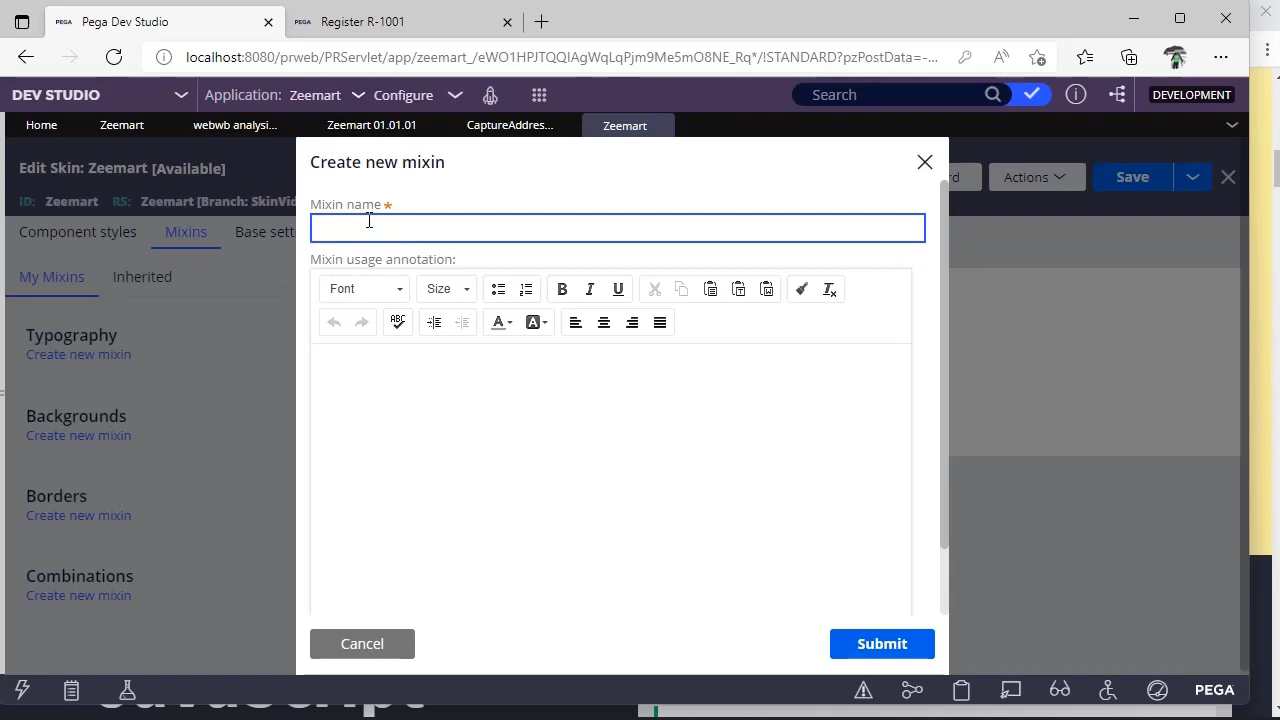 Pega Dev Studio
Register R-1001
localhost:8080/prweb/PRServlet/app/zeemart_/eWO1HPJTQOCAgWqLqPjm9Me5mO8NE_Rq*/!STANDARD?pzPostData=-...
DEV STUDIO
Application: Zeemart
Configure
Search
DEVELOPMENT
Home
Zeemart
webwb analysi...
Zeemart 01.01.01
CaptureAddres...
Zeemart
Edit Skin: Zeemart [Available]
Create new mixin
rd
Actions
Save
ID: Zeemart RS: Zeemart [Branch: SkinVid
Component styles
Mixins
Base setti
My Mixins
Inherited
Mixin name *
Mixin usage annotation:
Font
Size
B I U
ABC
A
A
Typography
Create new mixin
Backgrounds
Create new mixin
Borders
Create new mixin
Combinations
Create new mixin
Cancel
Submit
PEGA